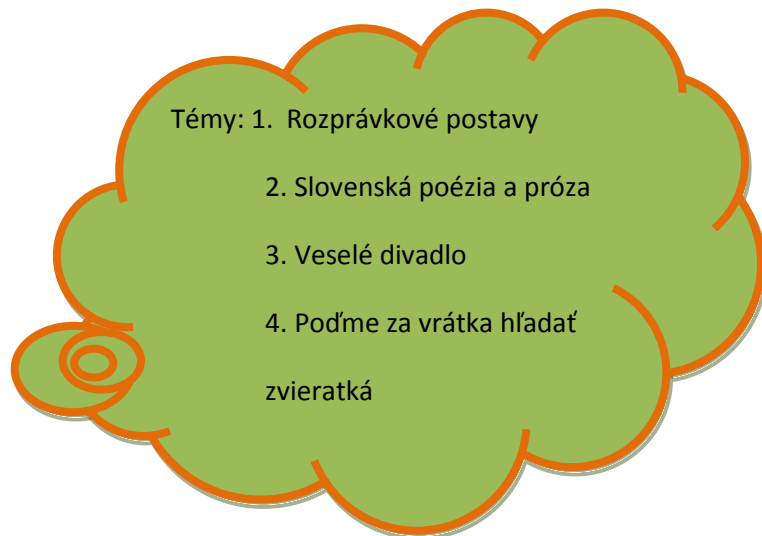 Témy: 1. Rozprávkové postavy
2. Slovenská poézia a próza
3. Veselé divadlo
4. Poďme za vrátka hľadať
zvieratká